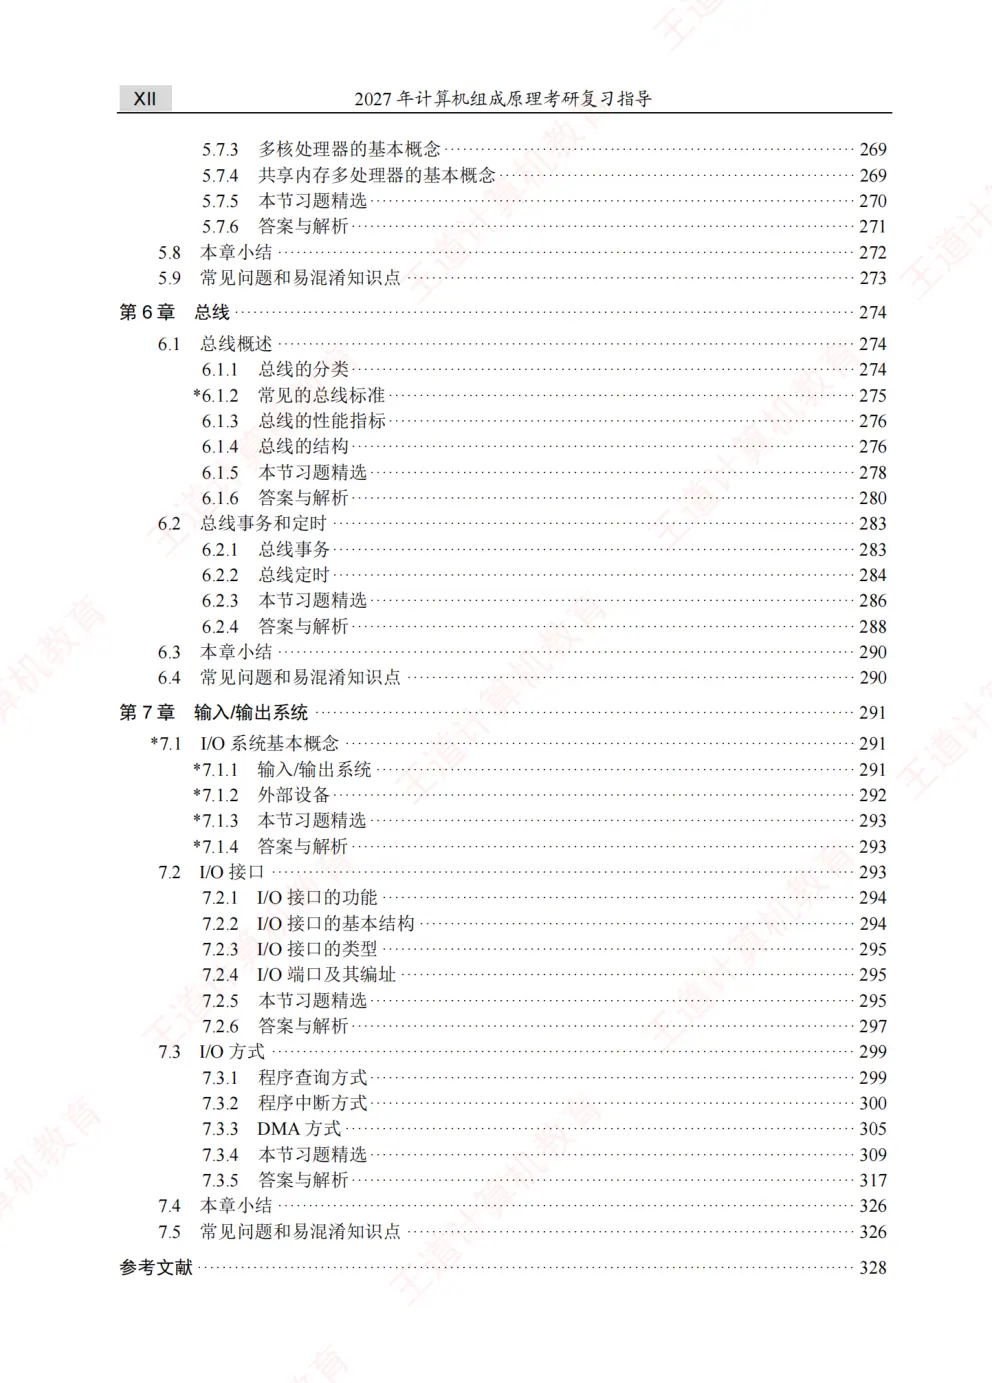 XII 2027 年计算机组成原理考研复习指导
5.7.3 多核处理器的基本概念 269
5.7.4 共享内存多处理器的基本概念 269
5.7.5 本节习题精选 270
5.7.6 答案与解析 271
5.8 本章小结 272
5.9 常见问题和易混淆知识点 273
第 6 章 总线 274
6.1 总线概述 274
6.1.1 总线的分类 274
*6.1.2 常见的总线标准 275
6.1.3 总线的性能指标 276
6.1.4 总线的结构 276
6.1.5 本节习题精选 278
6.1.6 答案与解析 280
6.2 总线事务和定时 283
6.2.1 总线事务 283
6.2.2 总线定时 284
6.2.3 本节习题精选 286
6.2.4 答案与解析 288
6.3 本章小结 290
6.4 常见问题和易混淆知识点 290
第 7 章 输入/输出系统 291
*7.1 I/O 系统基本概念 291
*7.1.1 输入/输出系统 291
*7.1.2 外部设备 292
*7.1.3 本节习题精选 293
*7.1.4 答案与解析 293
7.2 I/O 接口 293
7.2.1 I/O 接口的功能 294
7.2.2 I/O 接口的基本结构 294
7.2.3 I/O 接口的类型 295
7.2.4 I/O 端口及其编址 295
7.2.5 本节习题精选 295
7.2.6 答案与解析 297
7.3 I/O 方式 299
7.3.1 程序查询方式 299
7.3.2 程序中断方式 300
7.3.3 DMA 方式 305
7.3.4 本节习题精选 309
7.3.5 答案与解析 317
7.4 本章小结 326
7.5 常见问题和易混淆知识点 326
参考文献 328
王道计算机教育